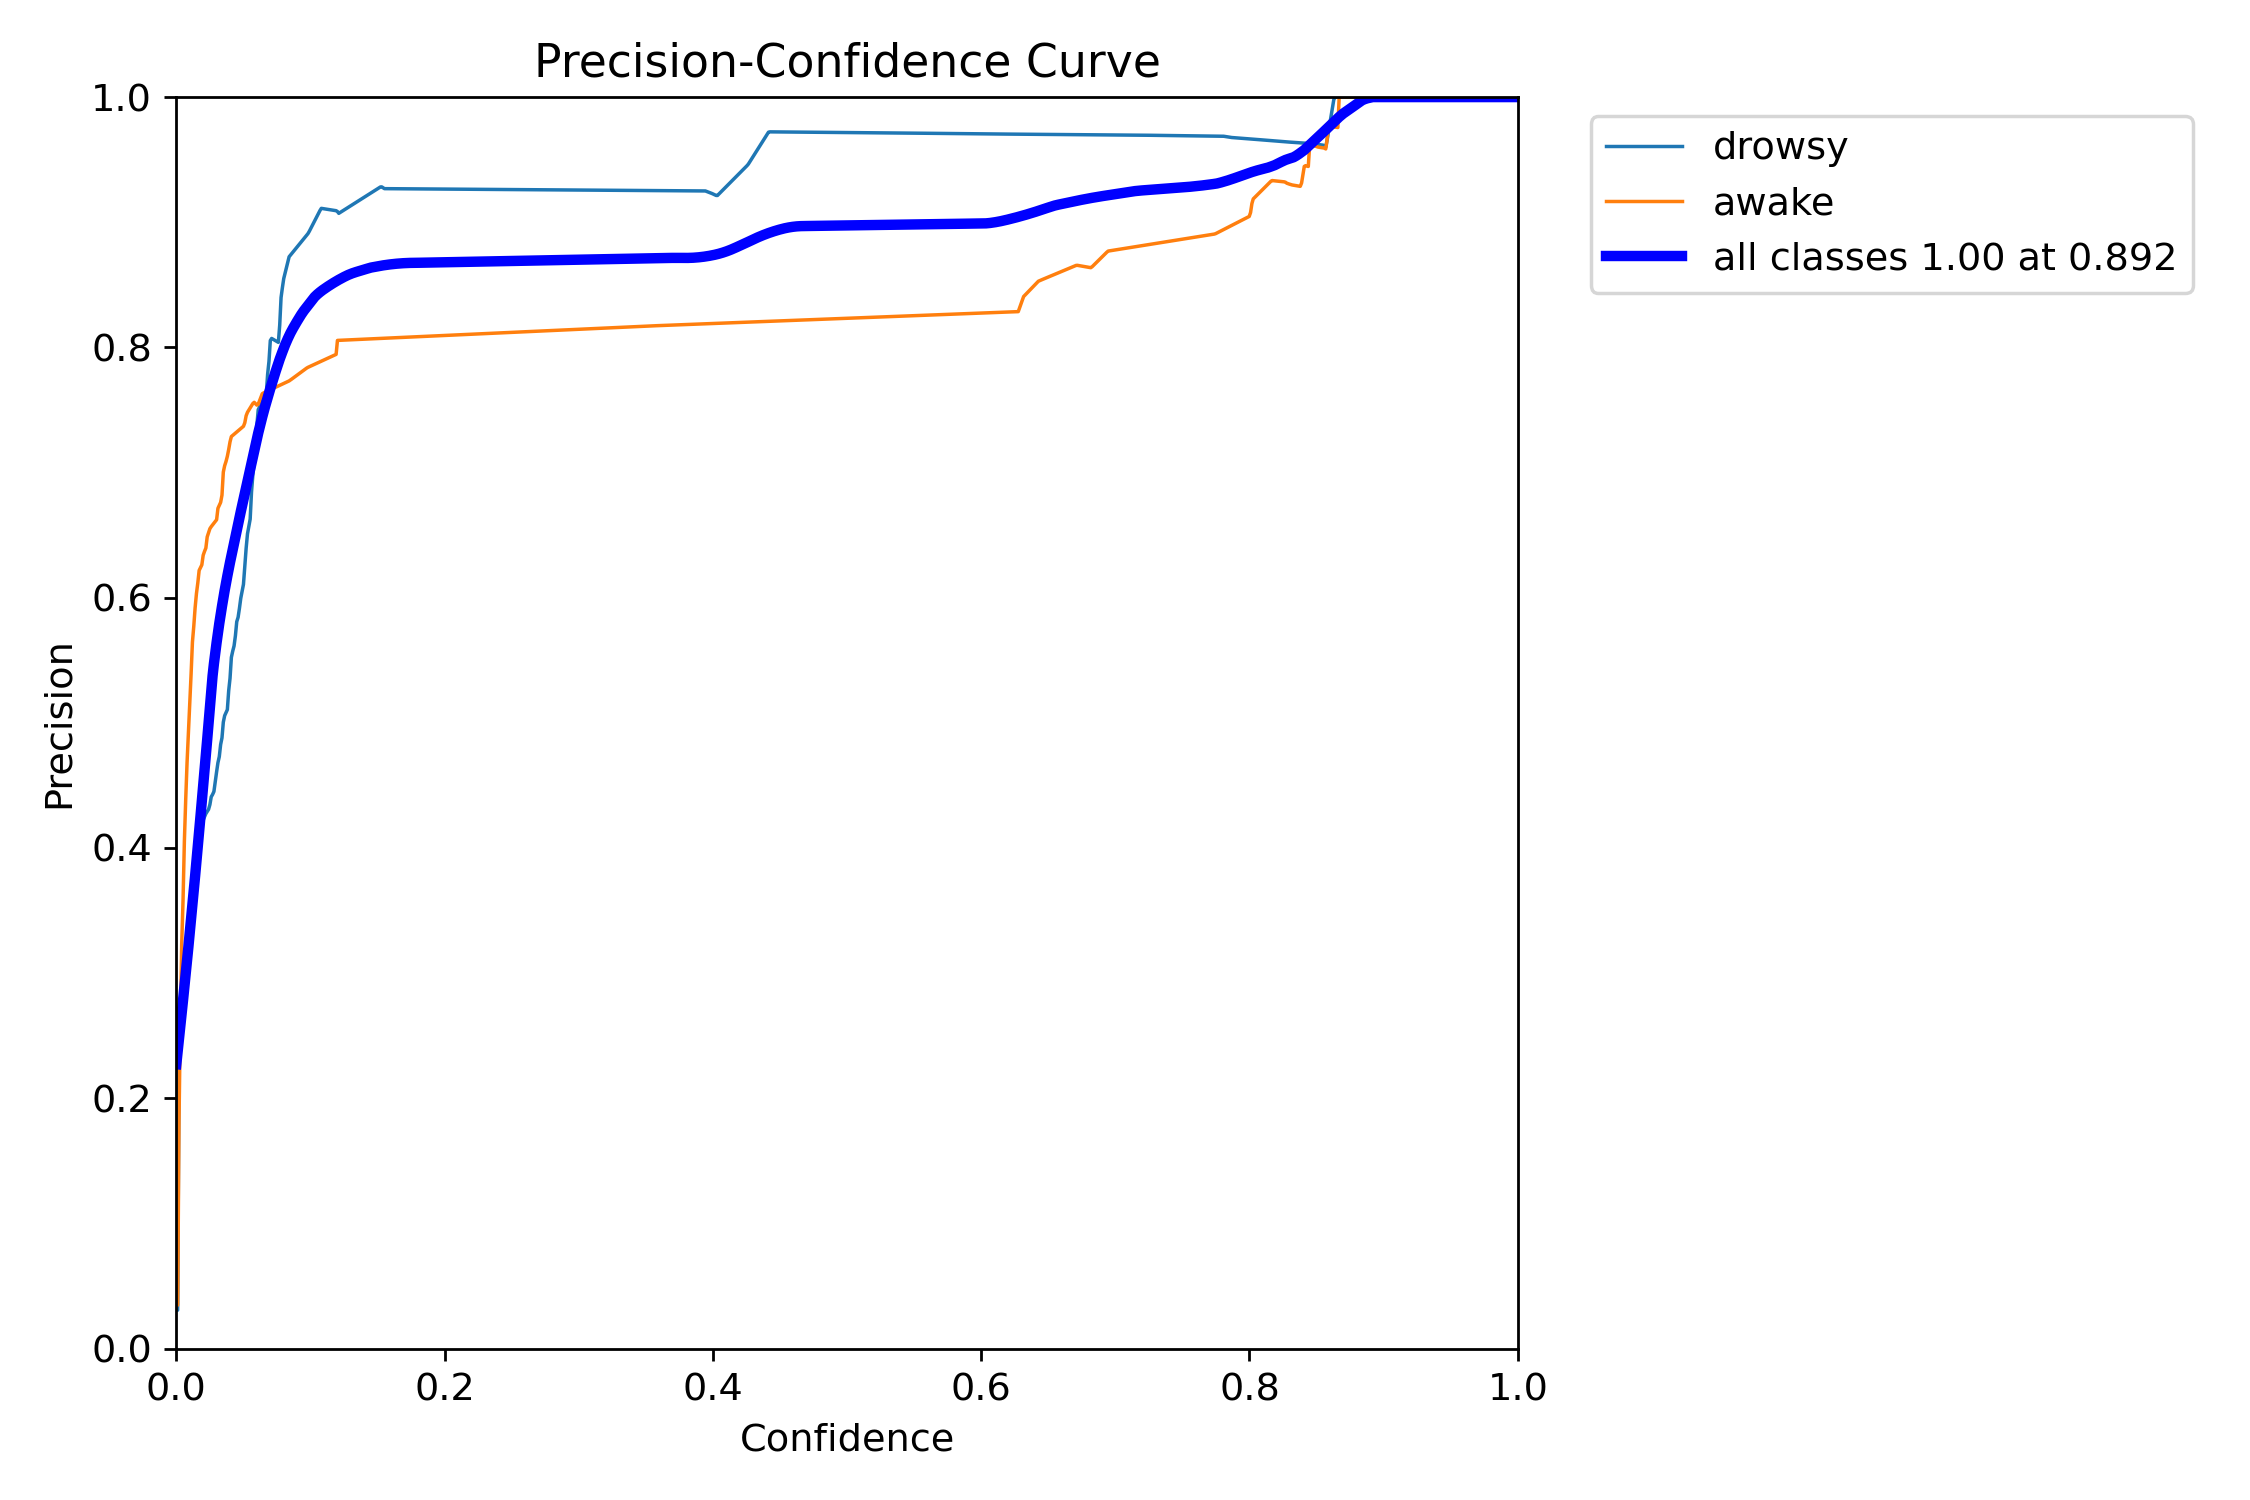 Precision-Confidence Curve
1.0
0.8
0.6
0.4
0.2
0.0
Precision
0.0 0.2 0.4 0.6 0.8 1.0
Confidence
drowsy
awake
all classes 1.00 at 0.892